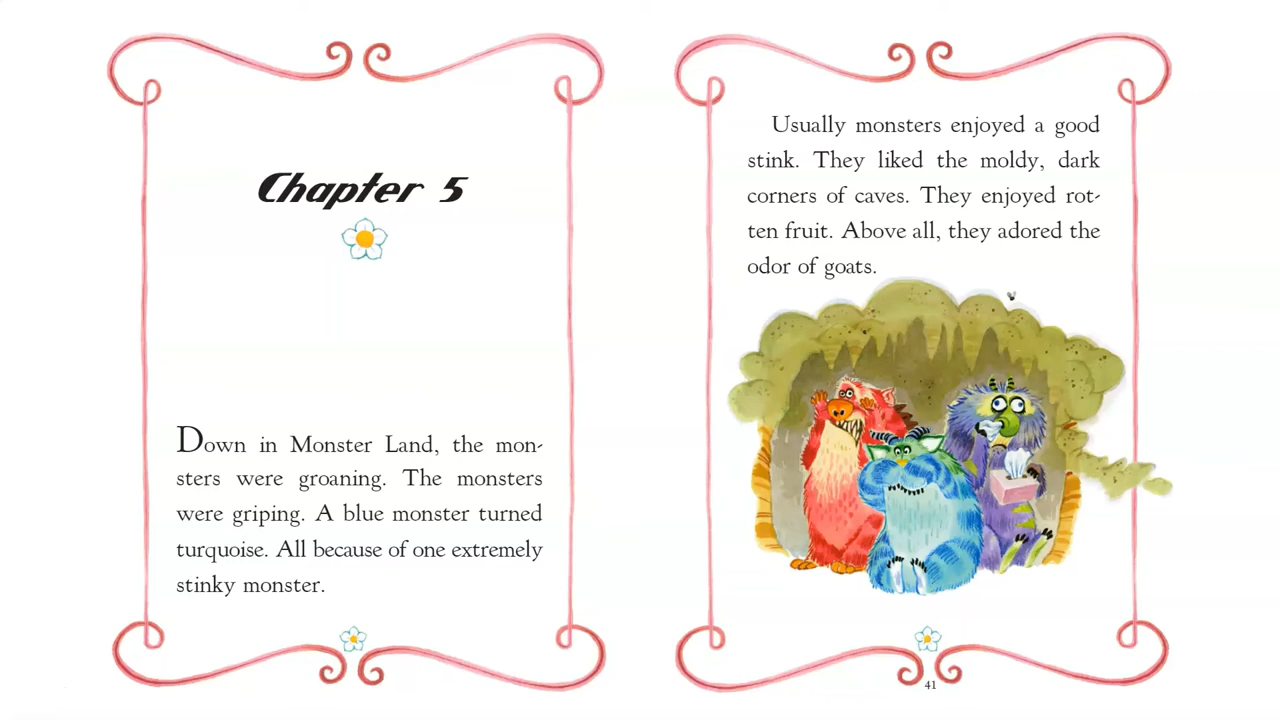 Chapter 5
Down in Monster Land, the mon-
sters were groaning. The monsters
were griping. A blue monster turned
turquoise. All because of one extremely
stinky monster.
Usually monsters enjoyed a good
stink. They liked the moldy, dark
corners of caves. They enjoyed rot-
ten fruit. Above all, they adored the
odor of goats.
41